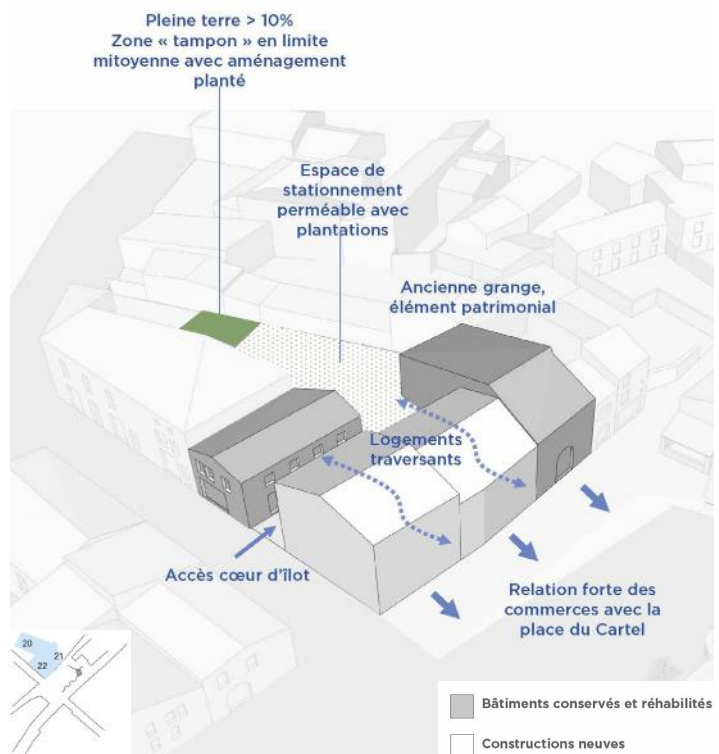 Pleine terre > 10%
Zone « tampon » en limite
mitoyenne avec aménagement
planté
Espace de
stationnement
perméable avec
plantations
Ancienne grange,
élément patrimonial
Logements
traversants
Accès cœur d'îlot
Relation forte des
commerces avec la
place du Cartel
20
21
22
Bâtiments conservés et réhabilités
Constructions neuves